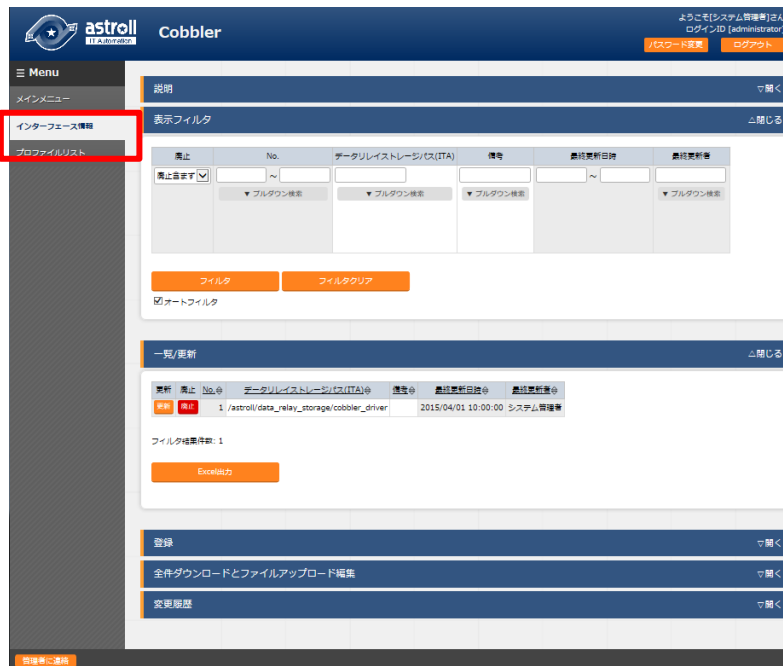 astroll
IT Automation
Cobbler
ようこそ[システム管理者]さん
ログインID [administrator]
パスワード変更 ログアウト
☰ Menu
メインメニュー
インターフェース情報
プロファイルリスト
説明 ▽開く
表示フィルタ △閉じる
廃止 No. データリレイストレージパス(ITA) 備考 最終更新日時 最終更新者
廃止含まず ～ ～
▼ プルダウン検索 ▼ プルダウン検索 ▼ プルダウン検索 ▼ プルダウン検索
フィルタ フィルタクリア
オートフィルタ
一覧/更新 △閉じる
更新 廃止 No. データリレイストレージパス(ITA) 備考 最終更新日時 最終更新者
更新 廃止 1 /astroll/data_relay_storage/cobbler_driver 2015/04/01 10:00:00 システム管理者
フィルタ結果件数: 1
Excel出力
登録 ▽開く
全件ダウンロードとファイルアップロード編集 ▽開く
変更履歴 ▽開く
管理者に連絡